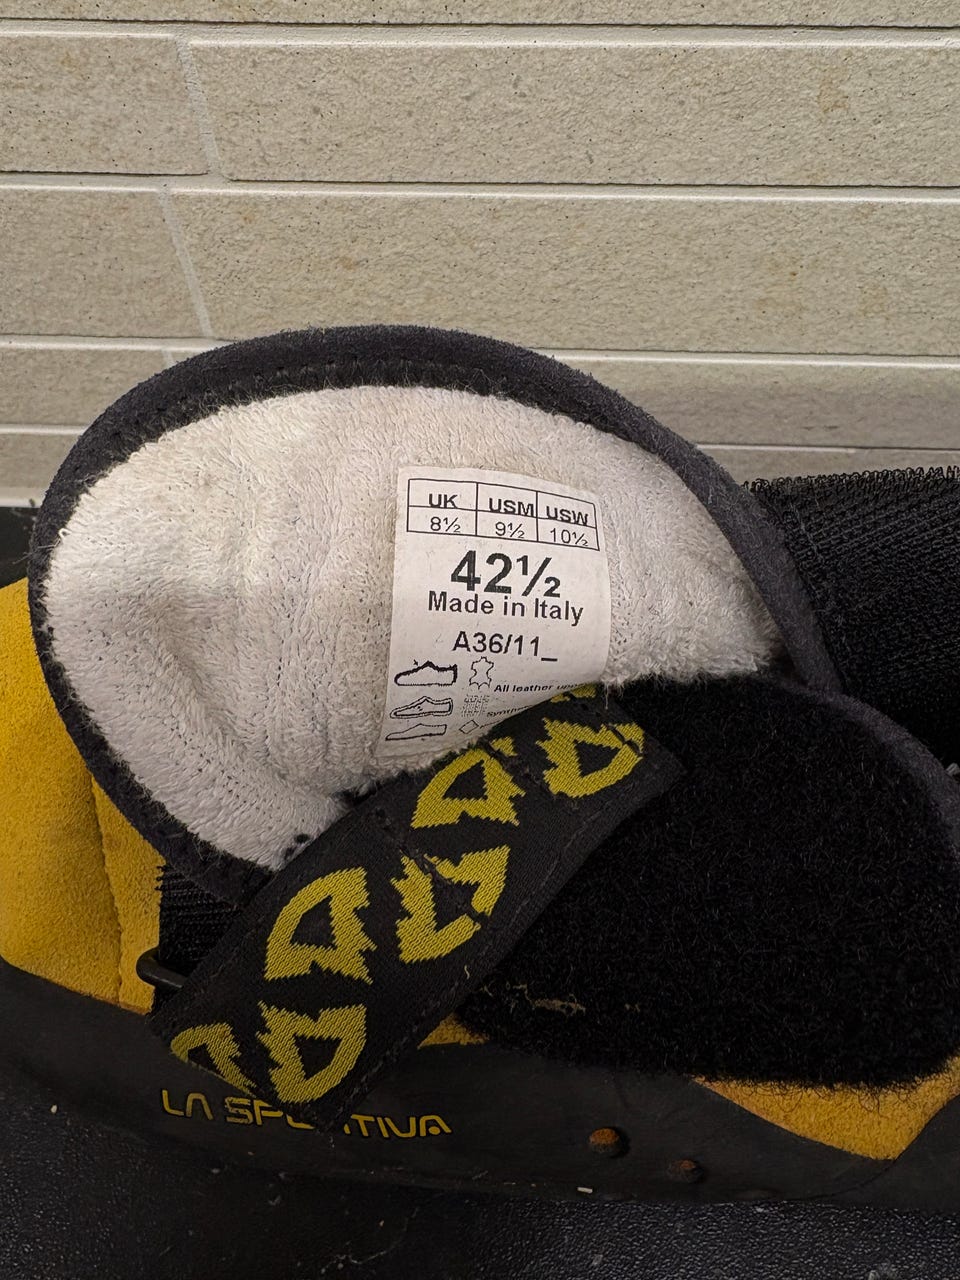 UK USM USW
8½ 9½ 10½
42½
Made in Italy
A36/11_
All leather
LA SPORTIVA